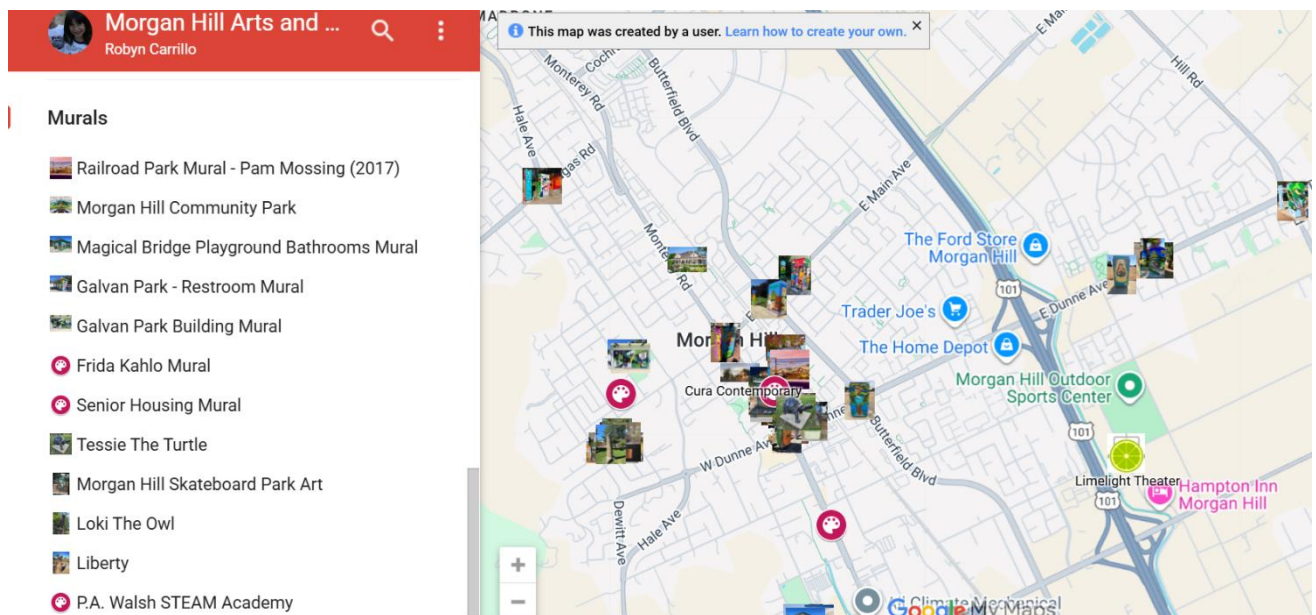 Morgan Hill Arts and ...
Robyn Carrillo
Murals
Railroad Park Mural - Pam Mossing (2017)
Morgan Hill Community Park
Magical Bridge Playground Bathrooms Mural
Galvan Park - Restroom Mural
Galvan Park Building Mural
Frida Kahlo Mural
Senior Housing Mural
Tessie The Turtle
Morgan Hill Skateboard Park Art
Loki The Owl
Liberty
P.A. Walsh STEAM Academy
This map was created by a user. Learn how to create your own.
Monterey Rd
Butterfield Blvd
Hale Ave
Hill Rd
E Main Ave
The Ford Store
Morgan Hill
101
E Dunne Ave
Trader Joe's
The Home Depot
Cura Contemporary
Morgan Hill Outdoor
Sports Center
101
W Dunne Ave
Butterfield Blvd
Limelight Theater
Hampton Inn
Morgan Hill
101
Dewitt Ave
Hale Ave
Google My Maps